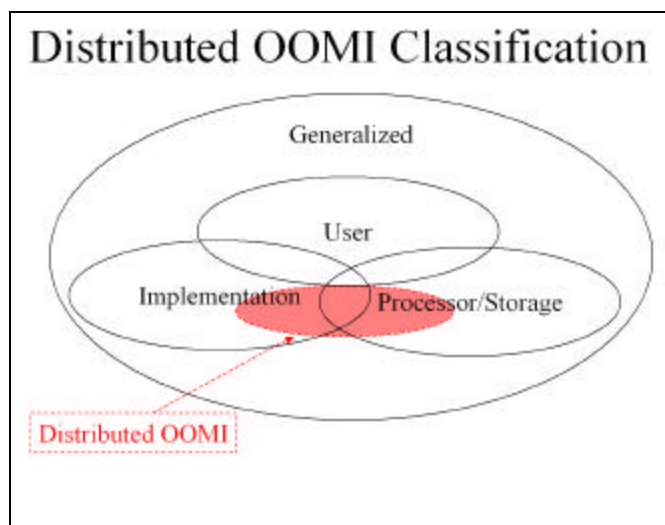 Distributed OOMI Classification
Generalized
User
Implementation
Processor/Storage
Distributed OOMI